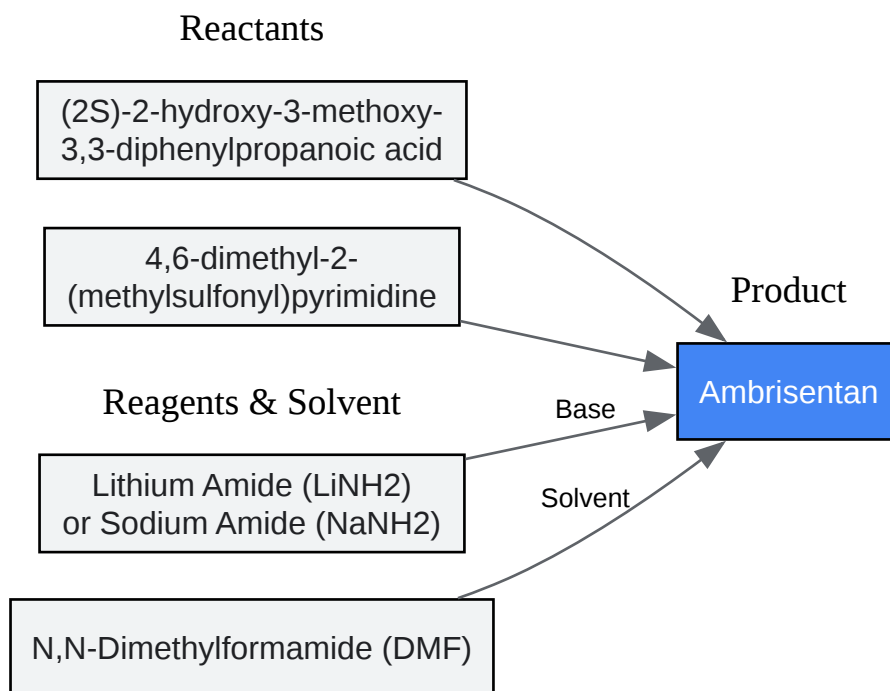 Reactants
(2S)-2-hydroxy-3-methoxy-
3,3-diphenylpropanoic acid
4,6-dimethyl-2-
(methylsulfonyl)pyrimidine
Product
Ambrisentan
Reagents & Solvent
Base
Lithium Amide (LiNH2)
or Sodium Amide (NaNH2)
Solvent
N,N-Dimethylformamide (DMF)